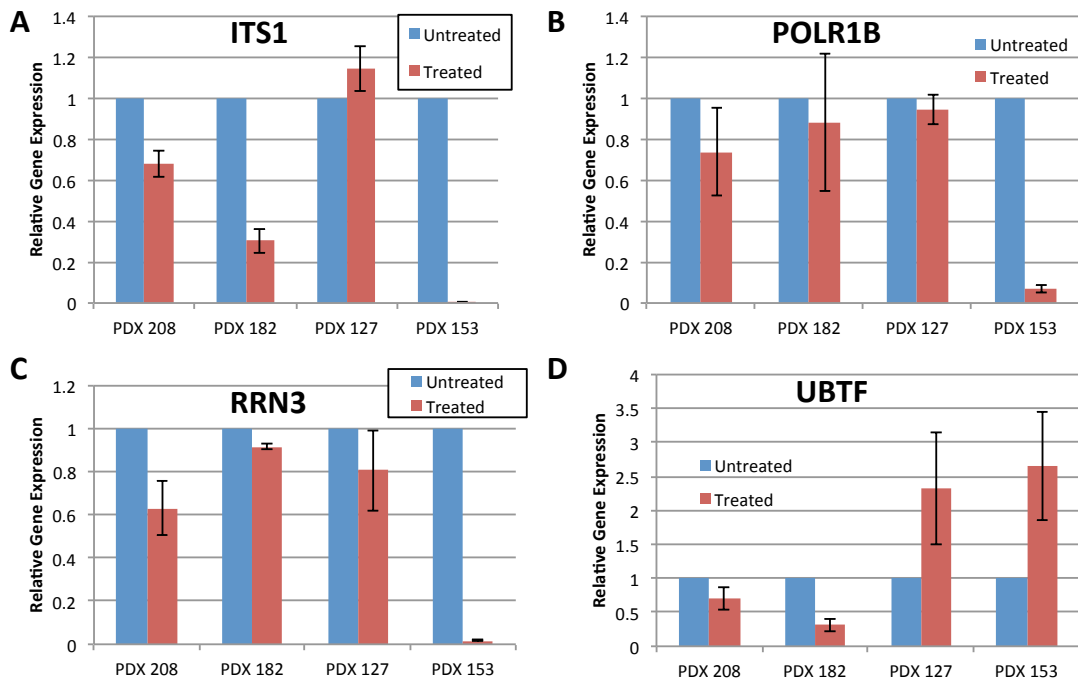 A
ITS1
Untreated
Treated
Relative Gene Expression
1.4
1.2
1
0.8
0.6
0.4
0.2
0
PDX 208 PDX 182 PDX 127 PDX 153
B
POLR1B
Untreated
Treated
Relative Gene Expression
1.4
1.2
1
0.8
0.6
0.4
0.2
0
PDX 208 PDX 182 PDX 127 PDX 153
C
RRN3
Untreated
Treated
Relative Gene Expression
1.2
1
0.8
0.6
0.4
0.2
0
PDX 208 PDX 182 PDX 127 PDX 153
D
UBTF
Untreated
Treated
Relative Gene Expression
4
3.5
3
2.5
2
1.5
1
0.5
0
PDX 208 PDX 182 PDX 127 PDX 153